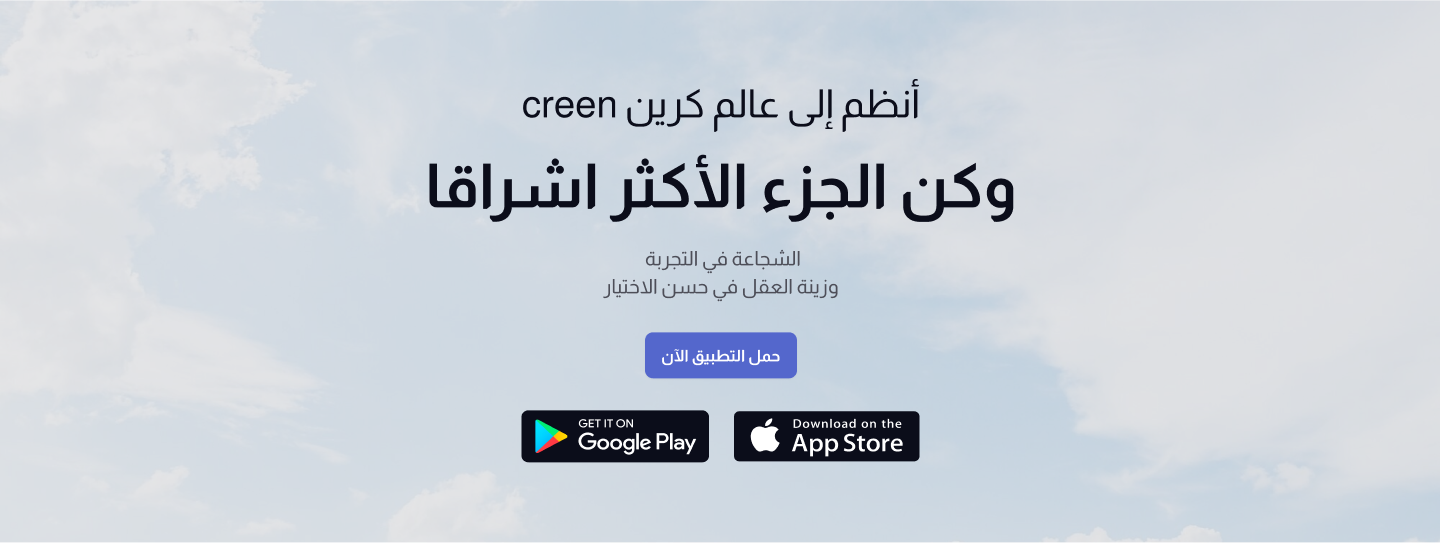 أنظم إلى عالم كرين creen
وكن الجزء الأكثر اشراقا
الشجاعة في التجربة
وزينة العقل في حسن الاختيار
حمل التطبيق الآن
GET IT ON
Google Play
Download on the
App Store